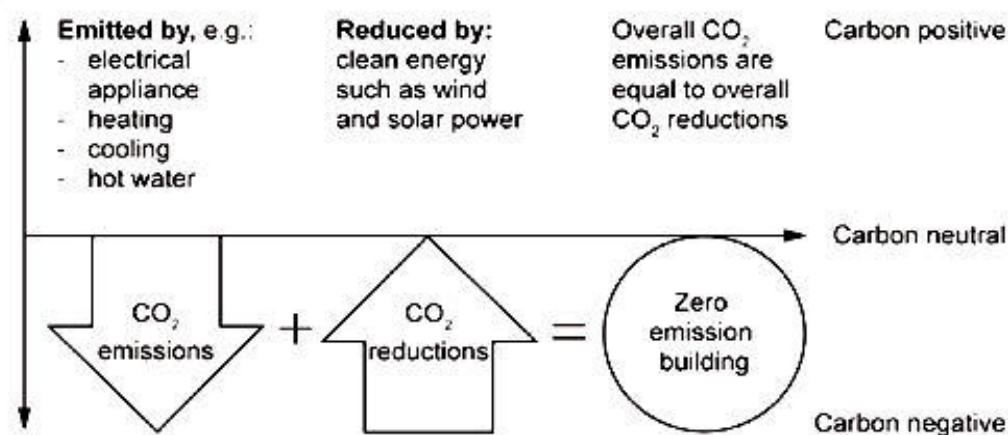 Emitted by, e.g.:
- electrical
appliance
- heating
- cooling
- hot water
Reduced by:
clean energy
such as wind
and solar power
Overall CO₂
emissions are
equal to overall
CO₂ reductions
Carbon positive
Carbon neutral
CO₂
emissions
+
CO₂
reductions
=
Zero
emission
building
Carbon negative